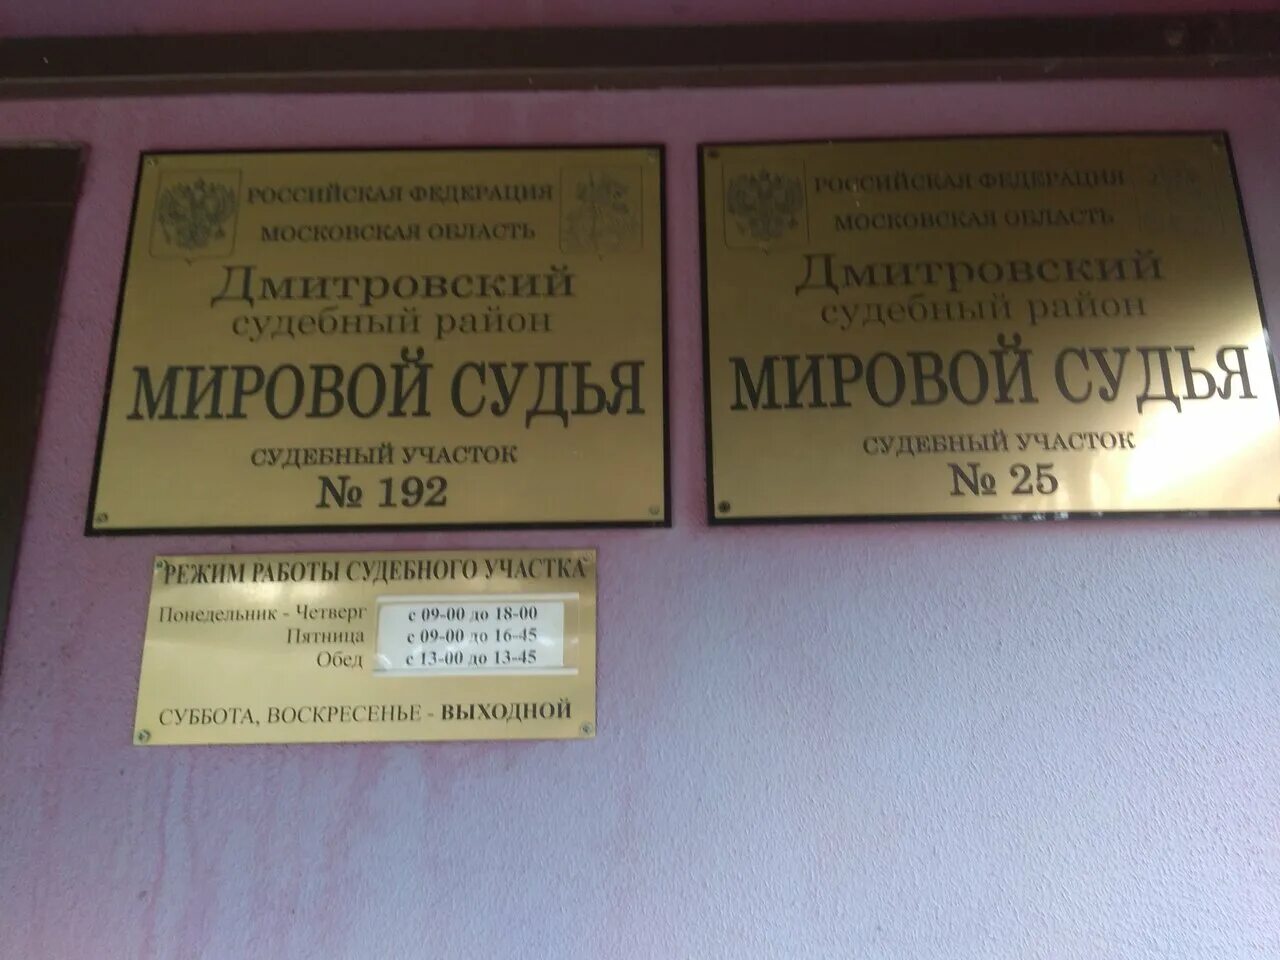 РОССИЙСКАЯ ФЕДЕРАЦИЯ
МОСКОВСКАЯ ОБЛАСТЬ
Дмитровский
судебный район
МИРОВОЙ СУДЬЯ
СУДЕБНЫЙ УЧАСТОК
№ 192
РОССИЙСКАЯ ФЕДЕРАЦИЯ
МОСКОВСКАЯ ОБЛАСТЬ
Дмитровский
судебный район
МИРОВОЙ СУДЬЯ
СУДЕБНЫЙ УЧАСТОК
№ 25
РЕЖИМ РАБОТЫ СУДЕБНОГО УЧАСТКА
Понедельник - Четверг с 09-00 до 18-00
Пятница с 09-00 до 16-45
Обед с 13-00 до 13-45
СУББОТА, ВОСКРЕСЕНЬЕ - ВЫХОДНОЙ